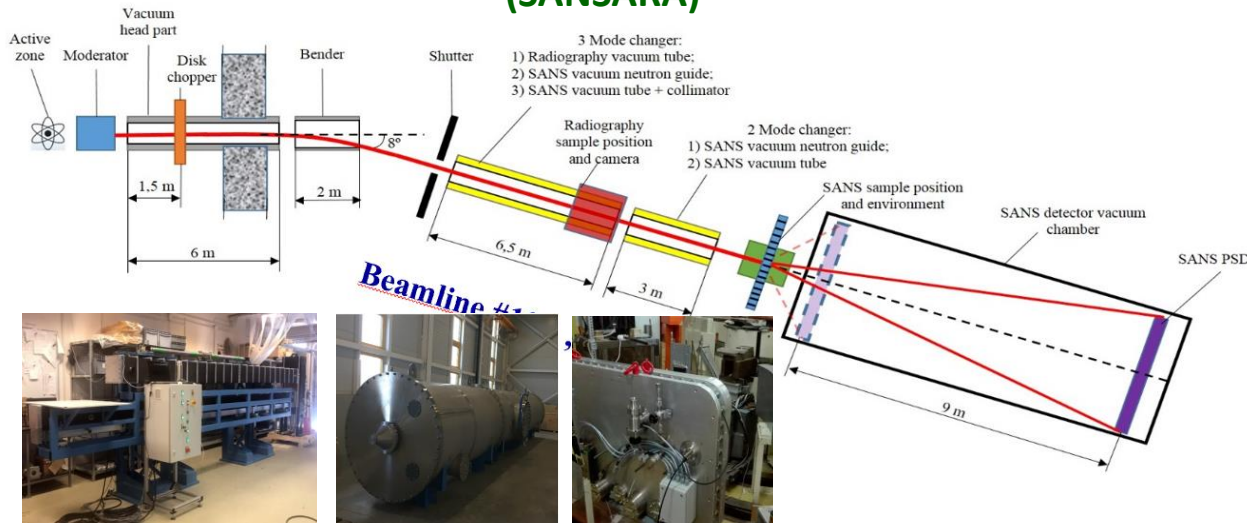 (SANSARA)
Active
zone
Moderator
Vacuum
head part
Disk
chopper
Bender
Shutter
3 Mode changer:
1) Radiography vacuum tube;
2) SANS vacuum neutron guide;
3) SANS vacuum tube + collimator
Radiography
sample position
and camera
2 Mode changer:
1) SANS vacuum neutron guide;
2) SANS vacuum tube
SANS sample position
and environment
SANS detector vacuum
chamber
SANS PSD
8°
1,5 m
2 m
6 m
6,5 m
3 m
9 m
Beamline